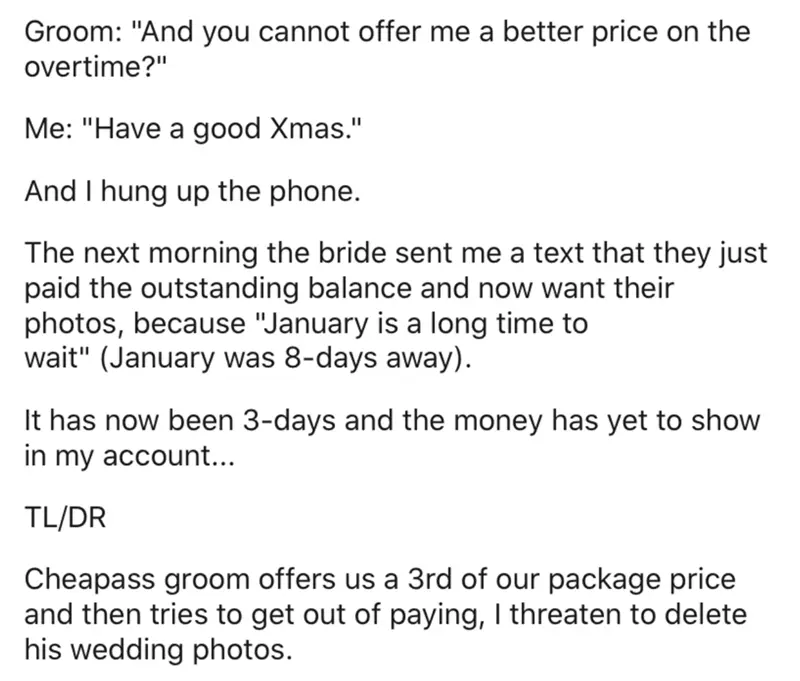 Groom: "And you cannot offer me a better price on the
overtime?"
Me: "Have a good Xmas."
And I hung up the phone.
The next morning the bride sent me a text that they just
paid the outstanding balance and now want their
photos, because "January is a long time to
wait" (January was 8-days away).
It has now been 3-days and the money has yet to show
in my account...
TL/DR
Cheapass groom offers us a 3rd of our package price
and then tries to get out of paying, I threaten to delete
his wedding photos.